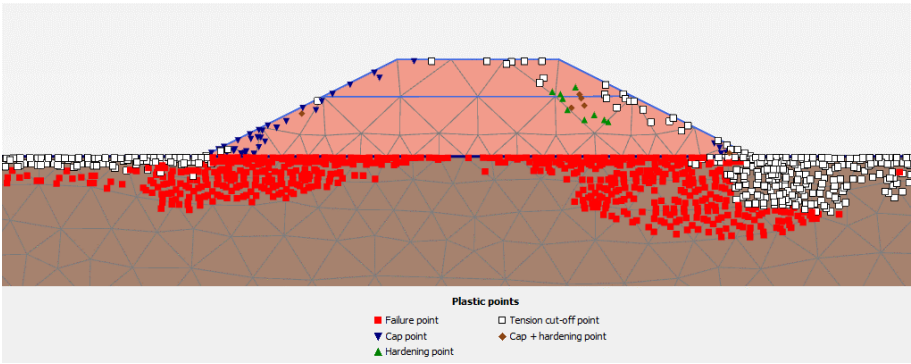 Plastic points
Failure point
Tension cut-off point
Cap point
Cap + hardening point
Hardening point